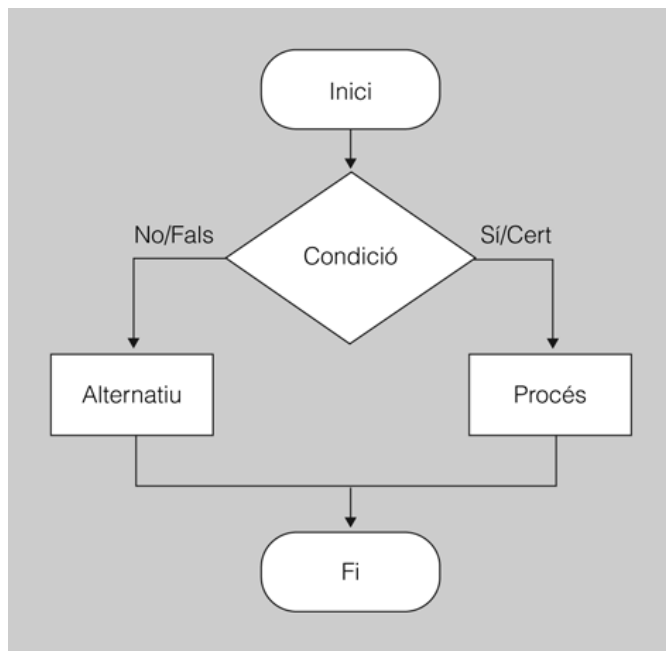 Inici
No/Fals
Sí/Cert
Condició
Alternatiu
Procés
Fi